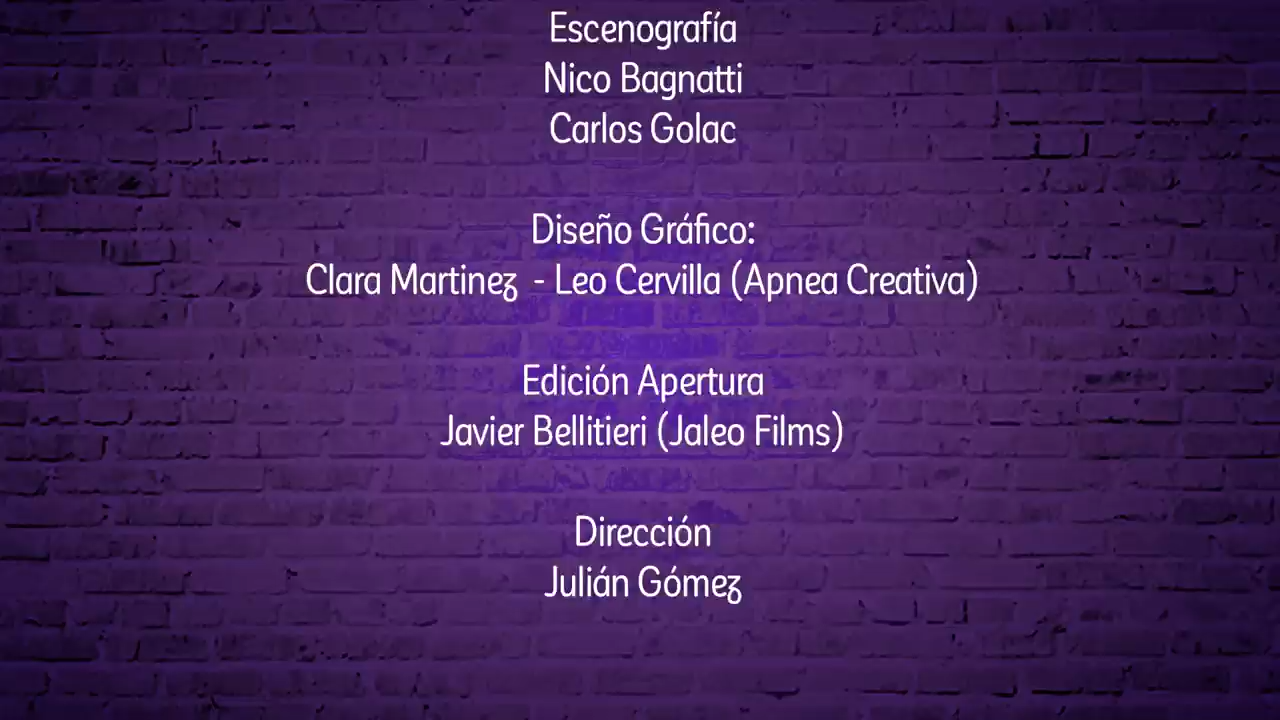 Escenografía
Nico Bagnatti
Carlos Golac
Diseño Gráfico:
Clara Martinez - Leo Cervilla (Apnea Creativa)
Edición Apertura
Javier Bellitieri (Jaleo Films)
Dirección
Julián Gómez